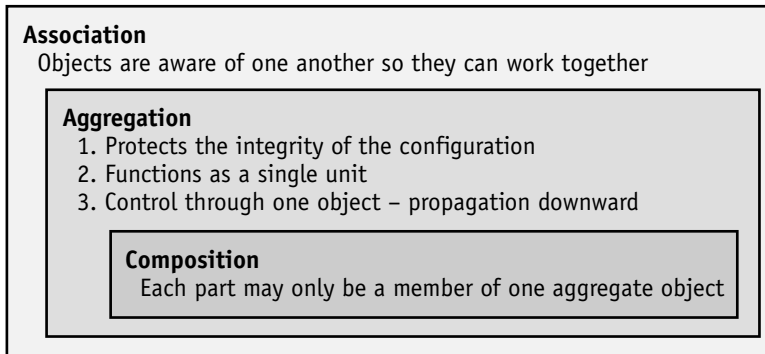 Association
Objects are aware of one another so they can work together
Aggregation
1. Protects the integrity of the configuration
2. Functions as a single unit
3. Control through one object – propagation downward
Composition
Each part may only be a member of one aggregate object